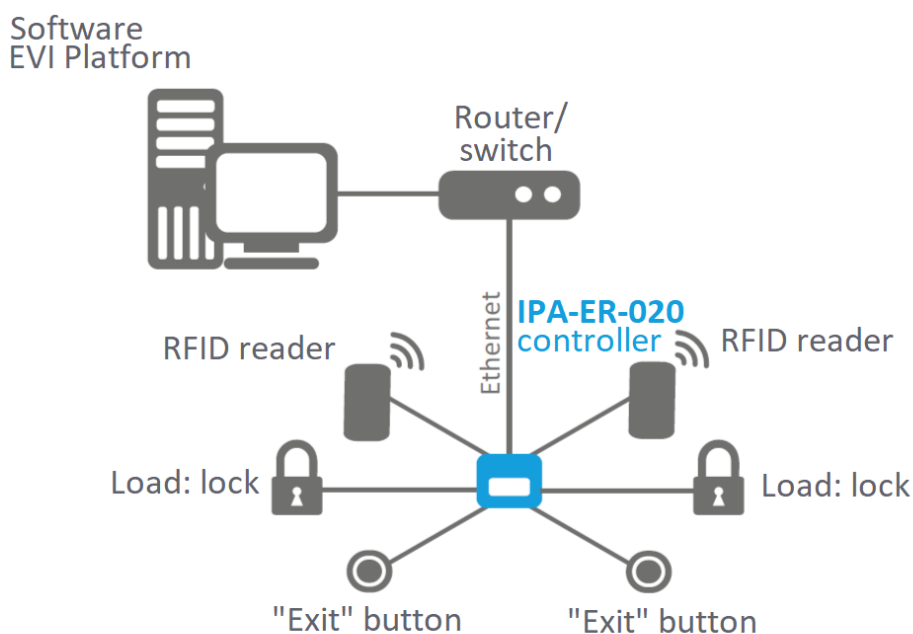 Software
EVI Platform
Router/
switch
Ethernet
IPA-ER-020
controller
RFID reader
RFID reader
Load: lock
Load: lock
"Exit" button
"Exit" button